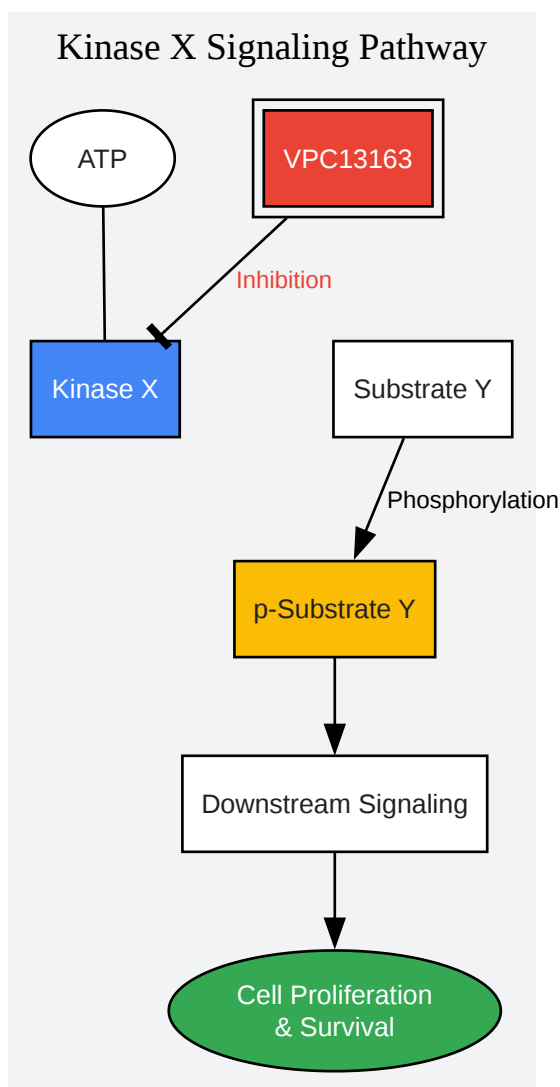 Kinase X Signaling Pathway
ATP
VPC13163
Inhibition
Kinase X
Substrate Y
Phosphorylation
p-Substrate Y
Downstream Signaling
Cell Proliferation
& Survival